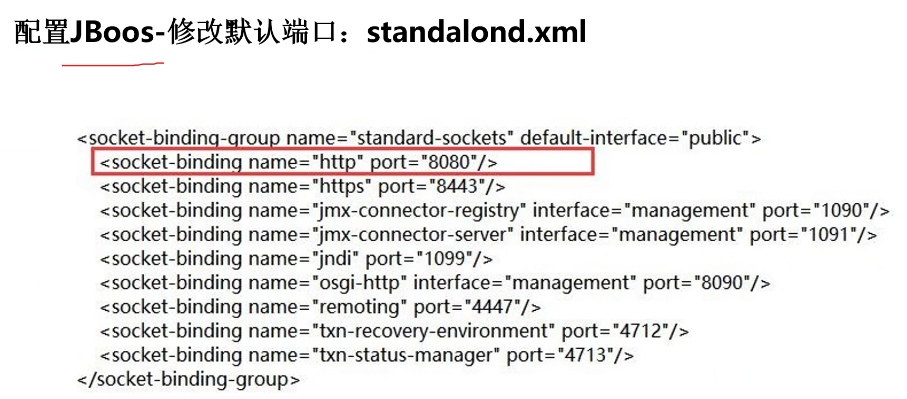 配置JBoos-修改默认端口：standalond.xml
<socket-binding-group name="standard-sockets" default-interface="public">
<socket-binding name="http" port="8080"/>
<socket-binding name="https" port="8443"/>
<socket-binding name="jmx-connector-registry" interface="management" port="1090"/>
<socket-binding name="jmx-connector-server" interface="management" port="1091"/>
<socket-binding name="jndi" port="1099"/>
<socket-binding name="osgi-http" interface="management" port="8090"/>
<socket-binding name="remoting" port="4447"/>
<socket-binding name="txn-recovery-environment" port="4712"/>
<socket-binding name="txn-status-manager" port="4713"/>
</socket-binding-group>